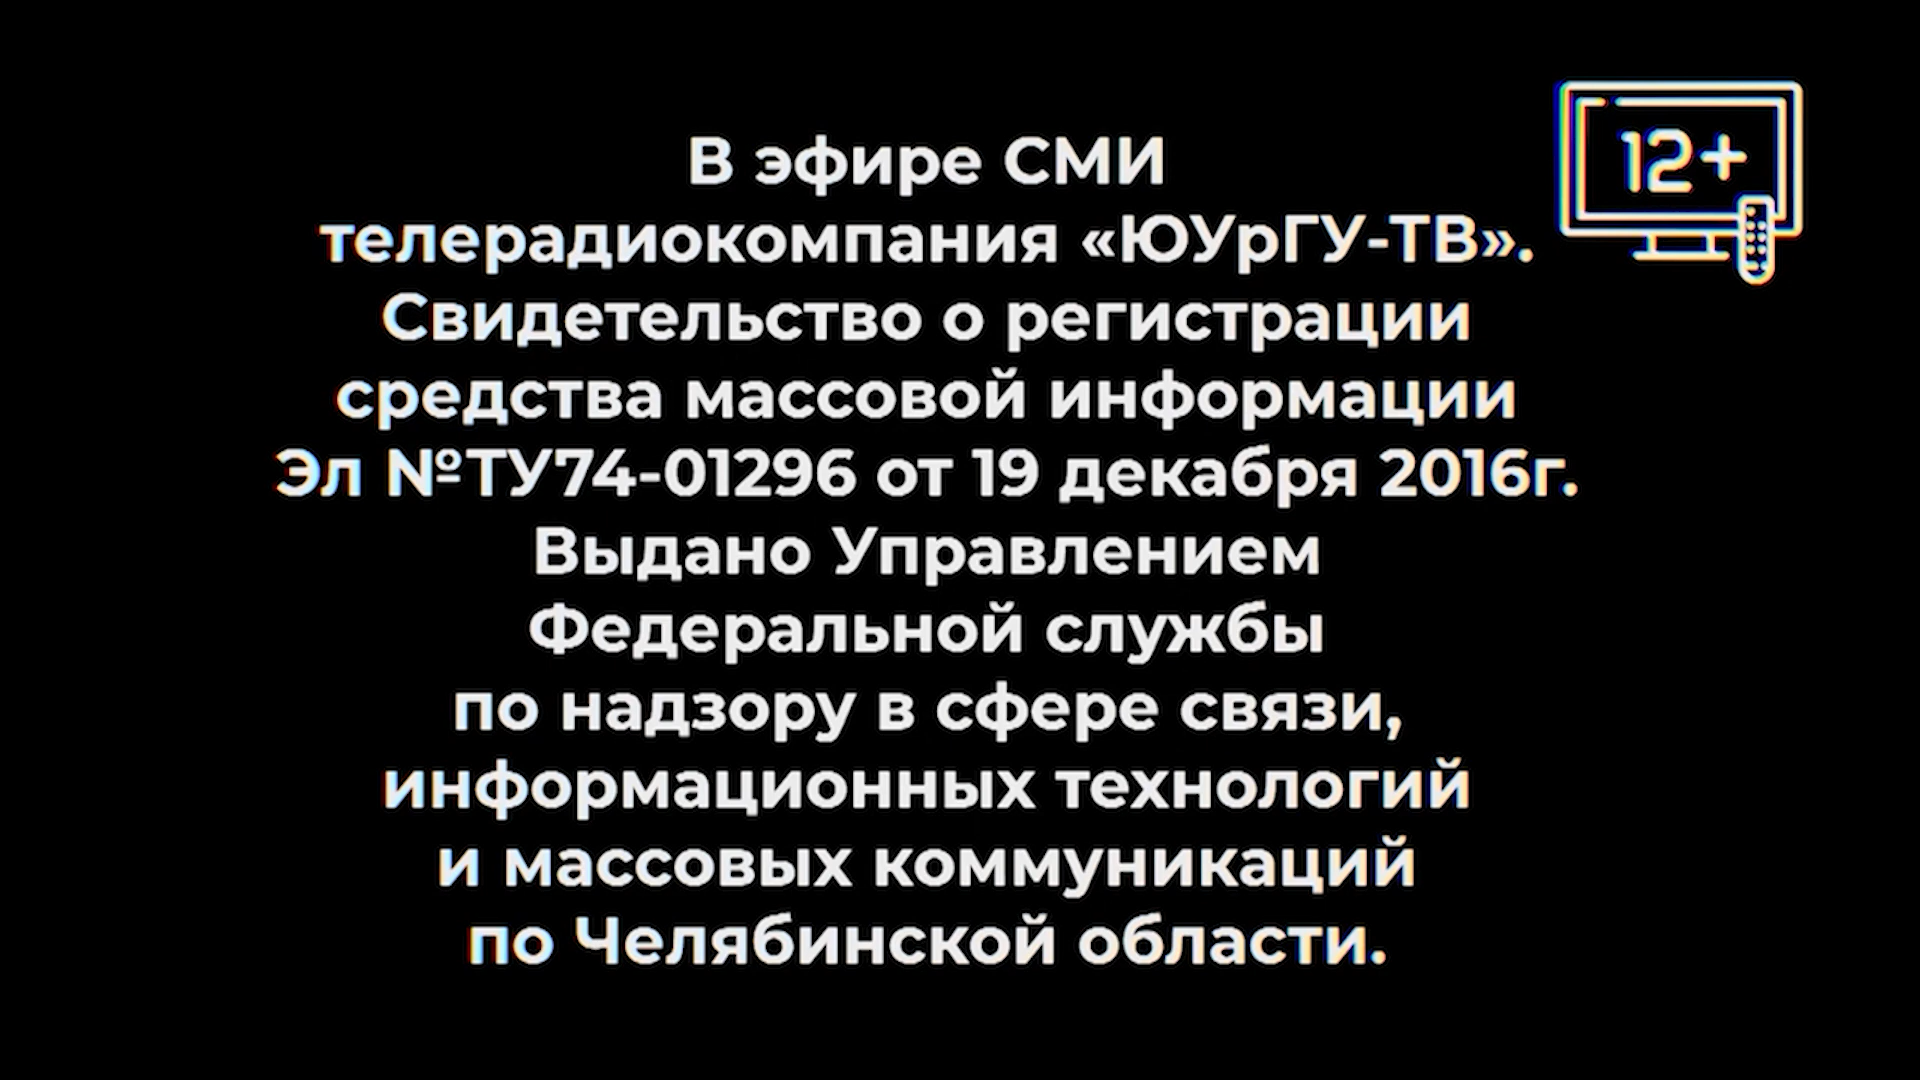 В эфире СМИ
12+
телерадиокомпания «ЮУрГУ-ТВ».
Свидетельство о регистрации
средства массовой информации
Эл №ТУ74-01296 от 19 декабря 2016г.
Выдано Управлением
Федеральной службы
по надзору в сфере связи,
информационных технологий
и массовых коммуникаций
по Челябинской области.